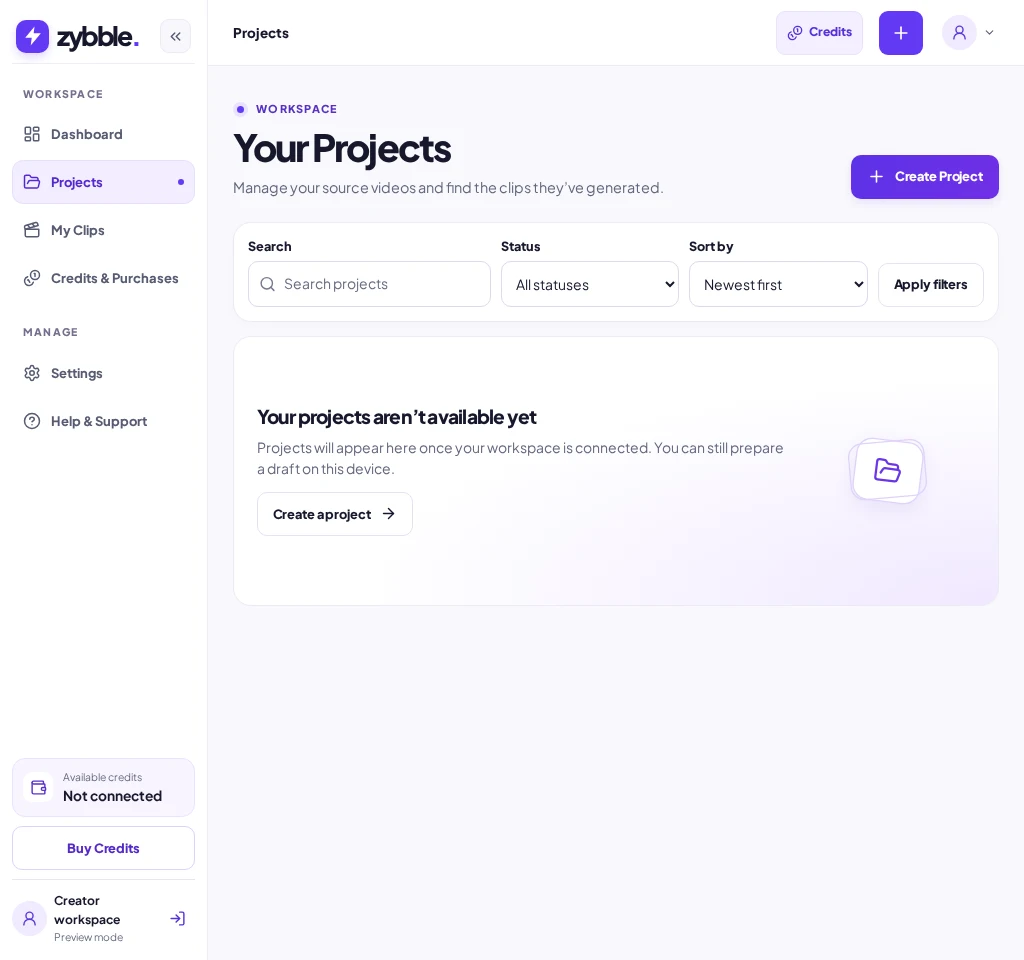 zybble.
WORKSPACE
Dashboard
Projects
My Clips
Credits & Purchases
MANAGE
Settings
Help & Support
Available credits
Not connected
Buy Credits
Creator
workspace
Preview mode
Projects
Credits
WORKSPACE
Your Projects
Manage your source videos and find the clips they’ve generated.
Create Project
Search
Status
Sort by
Search projects
All statuses
Newest first
Apply filters
Your projects aren’t available yet
Projects will appear here once your workspace is connected. You can still prepare
a draft on this device.
Create a project